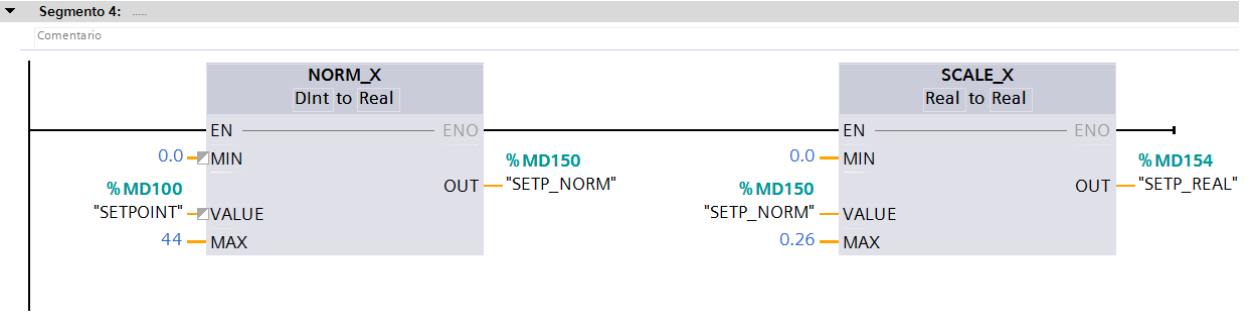 Segmento 4: .....
Comentario
NORM_X
DInt to Real
EN
ENO
0.0
MIN
%MD150
%MD100
OUT
"SETP_NORM"
"SETPOINT"
VALUE
44
MAX
SCALE_X
Real to Real
EN
ENO
0.0
MIN
%MD154
%MD150
OUT
"SETP_REAL"
"SETP_NORM"
VALUE
0.26
MAX